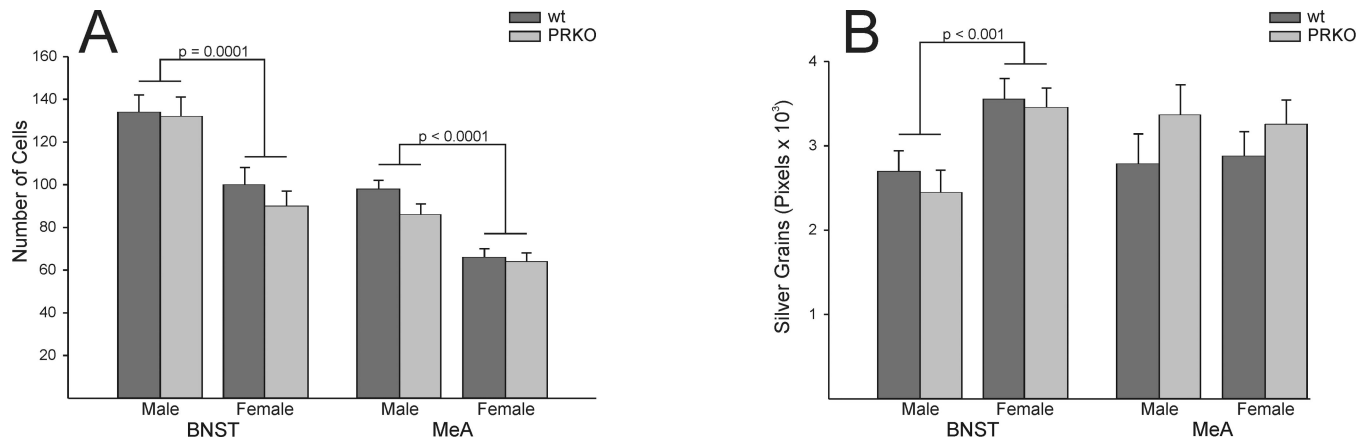 A
wt
PRKO
p = 0.0001
p < 0.0001
Number of Cells
160
140
120
100
80
60
40
20
Male
Female
Male
Female
BNST
MeA
B
wt
PRKO
p < 0.001
Silver Grains (Pixels x 10³)
4
3
2
1
Male
Female
Male
Female
BNST
MeA